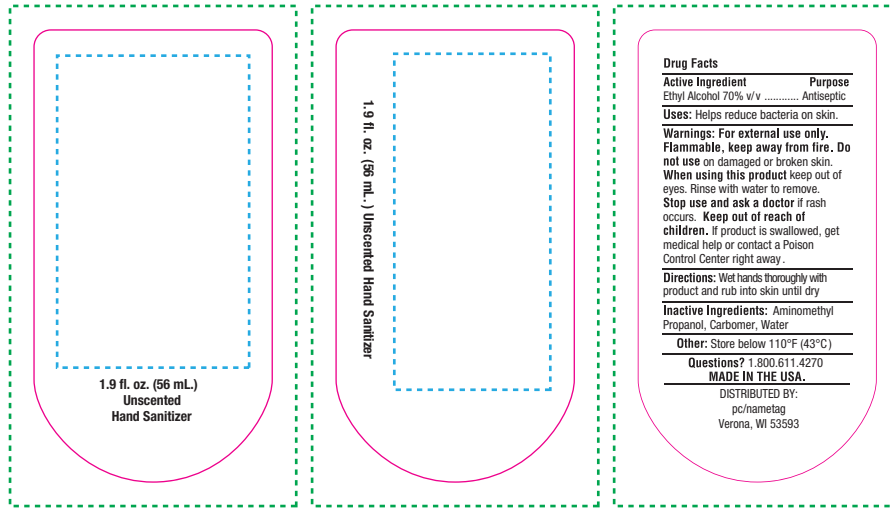 1.9 fl. oz. (56 mL.)
Unscented
Hand Sanitizer
1.9 fl. oz. (56 mL. ) Unscented Hand Sanitizer
Drug Facts
Active Ingredient Purpose
Ethyl Alcohol 70% v/v ............ Antiseptic
Uses: Helps reduce bacteria on skin.
Warnings: For external use only.
Flammable, keep away from fire. Do
not use on damaged or broken skin.
When using this product keep out of
eyes. Rinse with water to remove.
Stop use and ask a doctor if rash
occurs. Keep out of reach of
children. If product is swallowed, get
medical help or contact a Poison
Control Center right away.
Directions: Wet hands thoroughly with
product and rub into skin until dry
Inactive Ingredients: Aminomethyl
Propanol, Carbomer, Water
Other: Store below 110°F (43°C)
Questions? 1.800.611.4270
MADE IN THE USA.
DISTRIBUTED BY:
pc/nametag
Verona, WI 53593